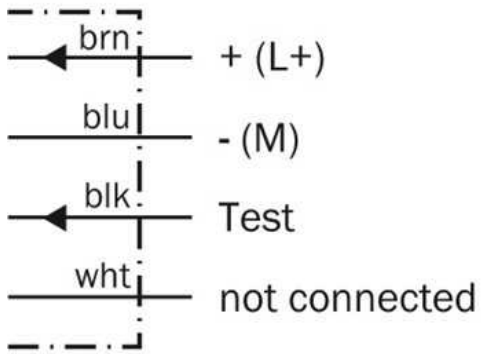 brn + (L+)
blu - (M)
blk Test
wht not connected